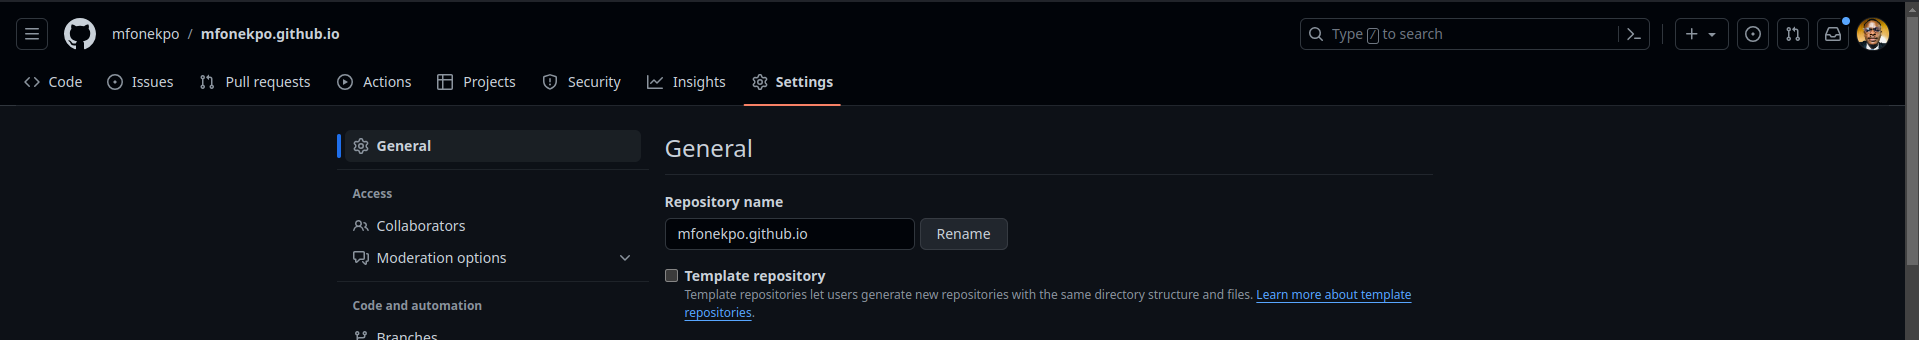 mfonekpo / mfonekpo.github.io
Type / to search
Code Issues Pull requests Actions Projects Security Insights Settings
General
Access
Collaborators
Moderation options
Code and automation
Branches
General
Repository name
mfonekpo.github.io Rename
Template repository
Template repositories let users generate new repositories with the same directory structure and files. Learn more about template
repositories.